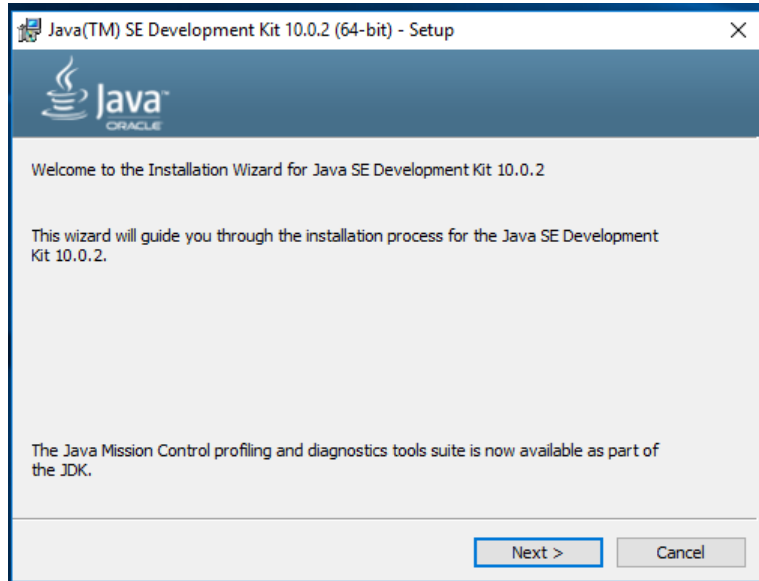 Java(TM) SE Development Kit 10.0.2 (64-bit) - Setup
Java™
ORACLE
Welcome to the Installation Wizard for Java SE Development Kit 10.0.2
This wizard will guide you through the installation process for the Java SE Development
Kit 10.0.2.
The Java Mission Control profiling and diagnostics tools suite is now available as part of
the JDK.
Next > Cancel